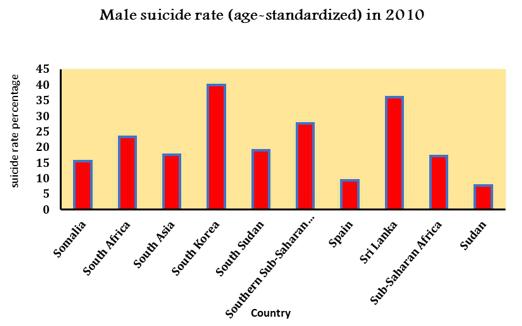 Male suicide rate (age-standardized) in 2010
suicide rate percentage
45
40
35
30
25
20
15
10
5
0
Somalia
South Africa
South Asia
South Korea
South Sudan
Southern Sub-Saharan...
Spain
Sri Lanka
Sub-Saharan Africa
Sudan
Country